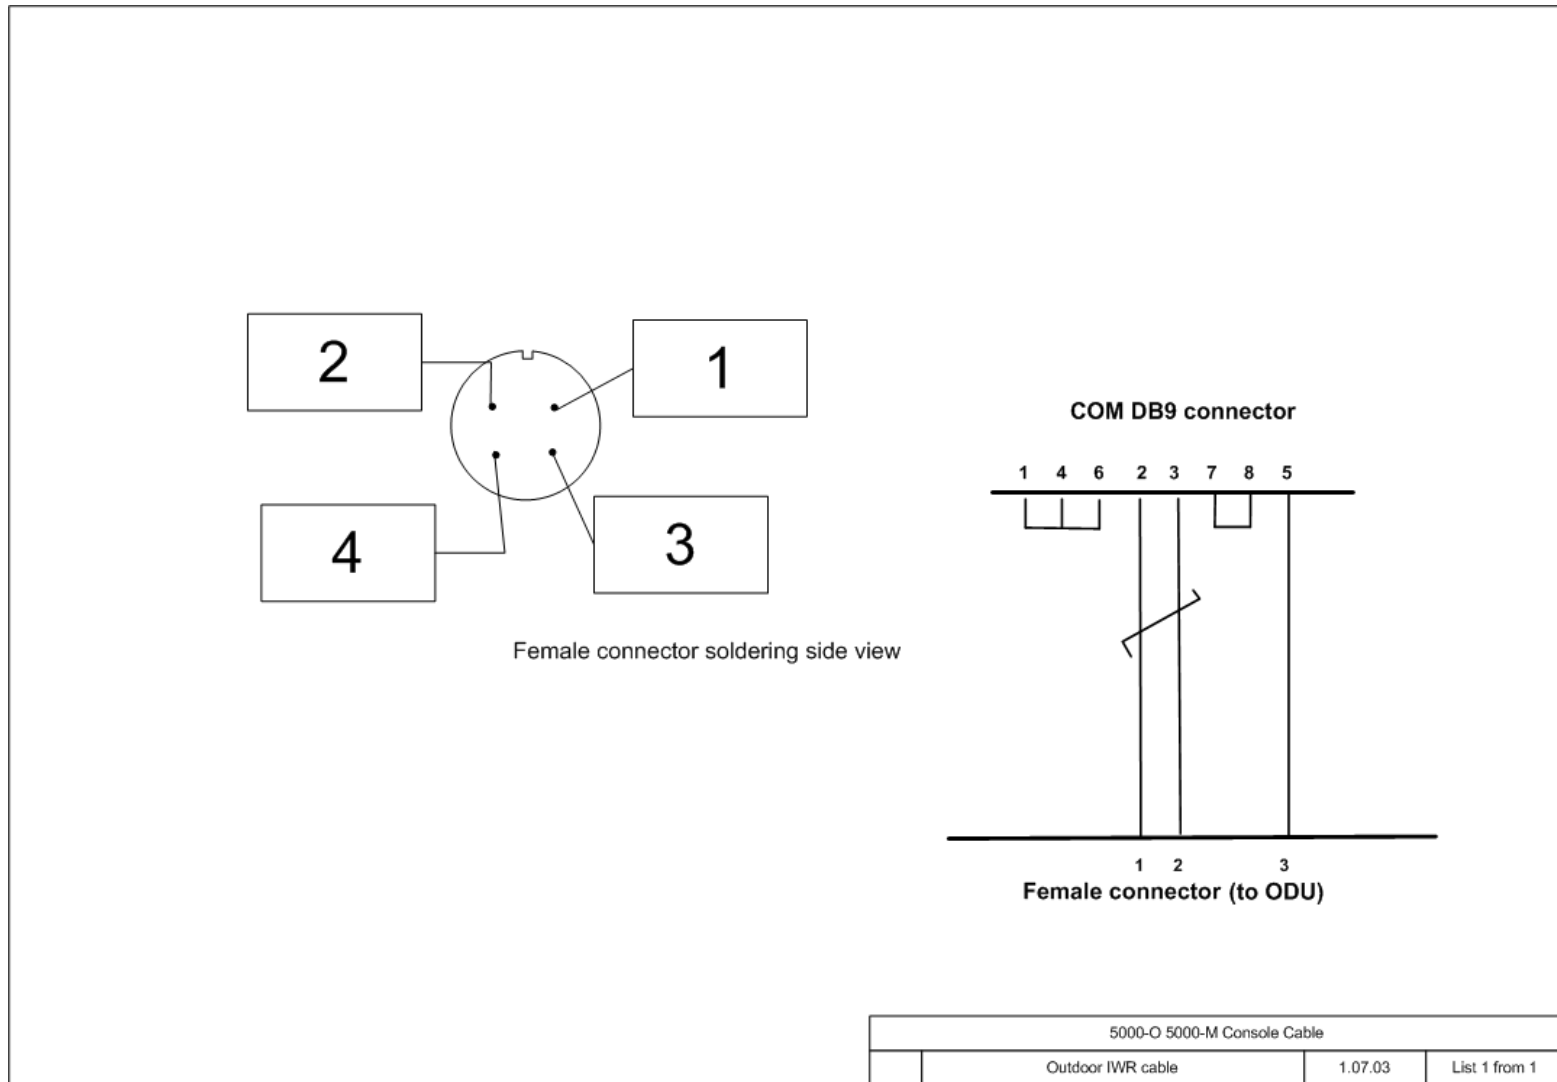 2
1
4
3
Female connector soldering side view
COM DB9 connector
1 4 6 2 3 7 8 5
1 2 3
Female connector (to ODU)
5000-O 5000-M Console Cable
Outdoor IWR cable 1.07.03 List 1 from 1